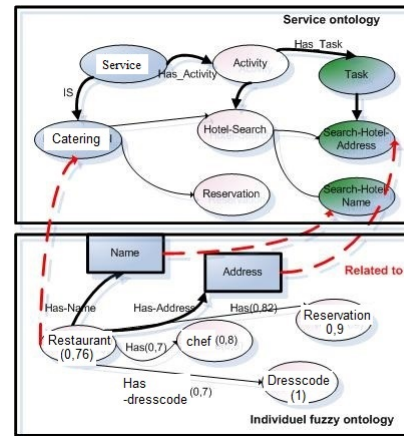 Service ontology
Has_Task
Service
Activity
Has_Activity
Task
IS
Catering
Hotel-Search
Search-Hotel-
Address
Reservation
Search-Hotel
Name
Name
Address
Related to
Has-Name
Has-Address
Has(0,82)
Reservation
0,9
Restaurant
(0,76)
Has(0,7)
chef (0,8)
Has
-dresscode(0,7)
Dresscode
(1)
Individuel fuzzy ontology